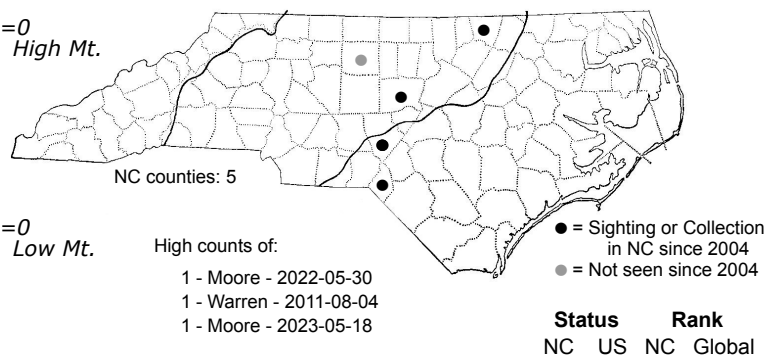 =0
High Mt.
NC counties: 5
=0
Low Mt.
High counts of:
1 - Moore - 2022-05-30
1 - Warren - 2011-08-04
1 - Moore - 2023-05-18
● = Sighting or Collection
in NC since 2004
● = Not seen since 2004
Status Rank
NC US NC Global